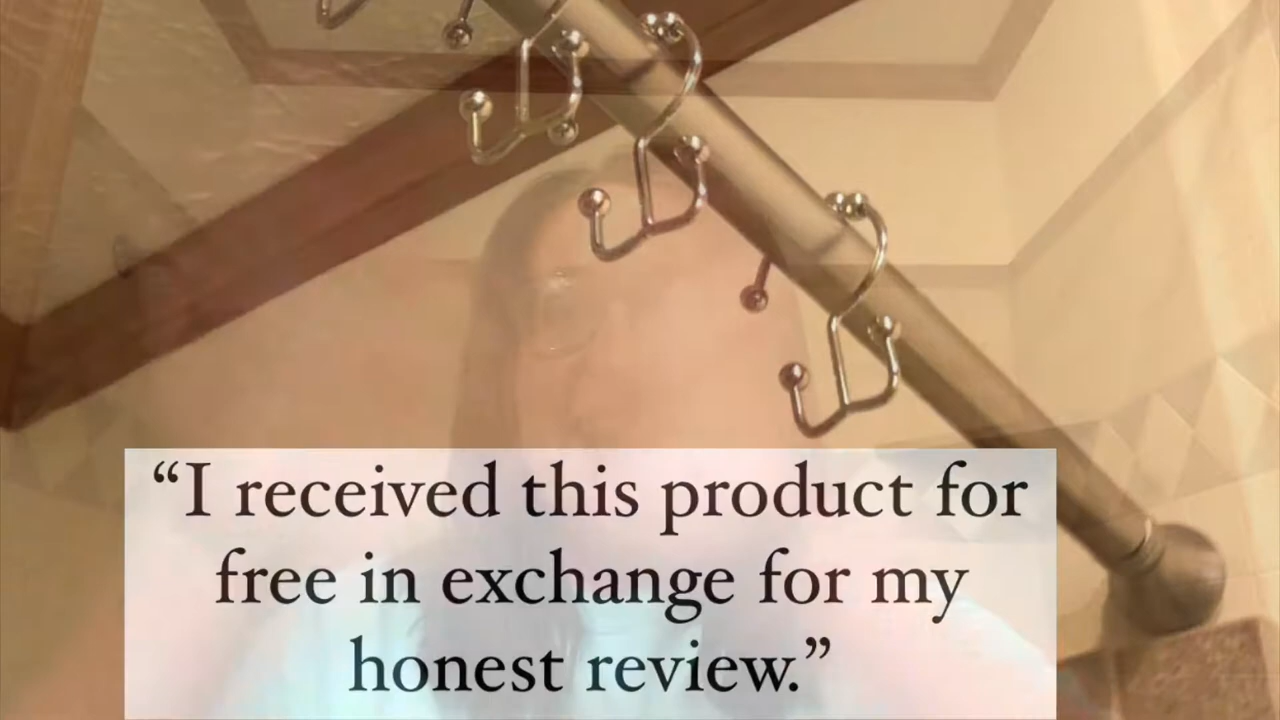 “I received this product for
free in exchange for my
honest review.”